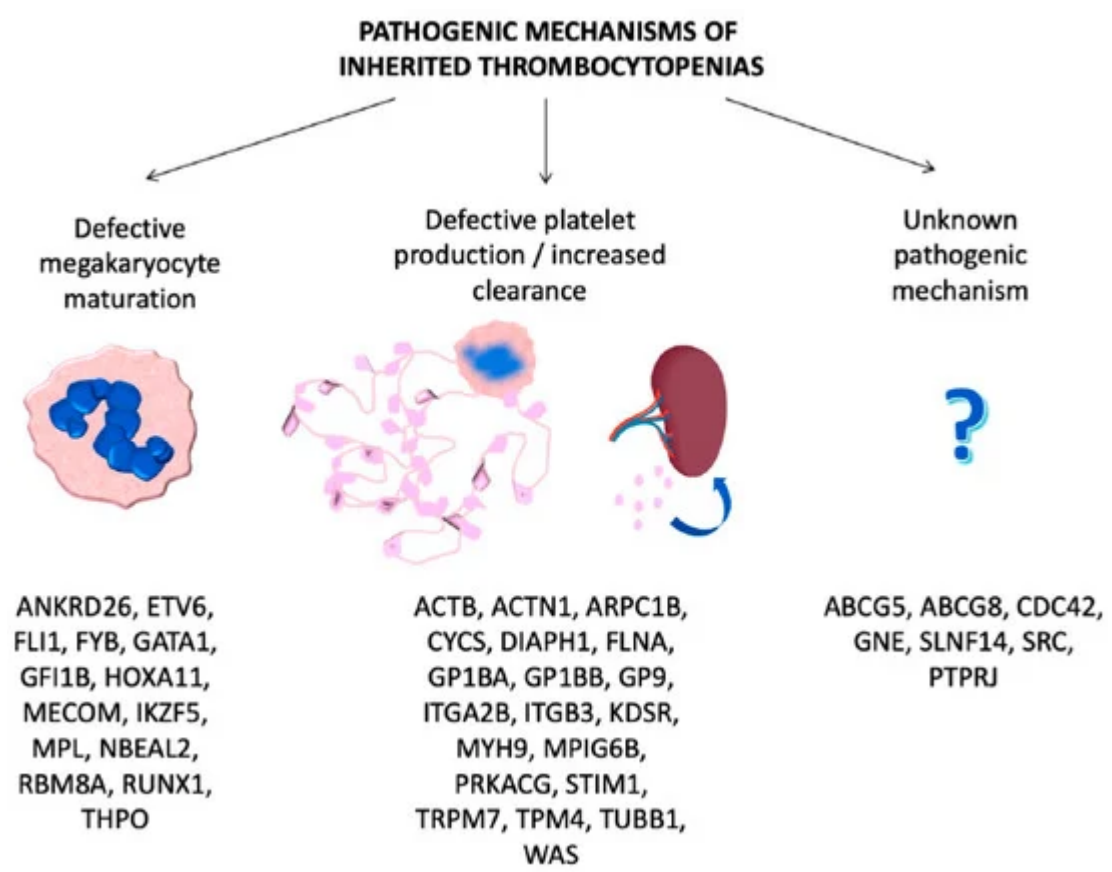 PATHOGENIC MECHANISMS OF
INHERITED THROMBOCYTOPENIAS
Defective
megakaryocyte
maturation
Defective platelet
production / increased
clearance
Unknown
pathogenic
mechanism
?
ANKRD26, ETV6,
FLI1, FYB, GATA1,
GFI1B, HOXA11,
MECOM, IKZF5,
MPL, NBEAL2,
RBM8A, RUNX1,
THPO
ACTB, ACTN1, ARPC1B,
CYCS, DIAPH1, FLNA,
GP1BA, GP1BB, GP9,
ITGA2B, ITGB3, KDSR,
MYH9, MPIG6B,
PRKACG, STIM1,
TRPM7, TPM4, TUBB1,
WAS
ABCG5, ABCG8, CDC42,
GNE, SLNF14, SRC,
PTPRJ